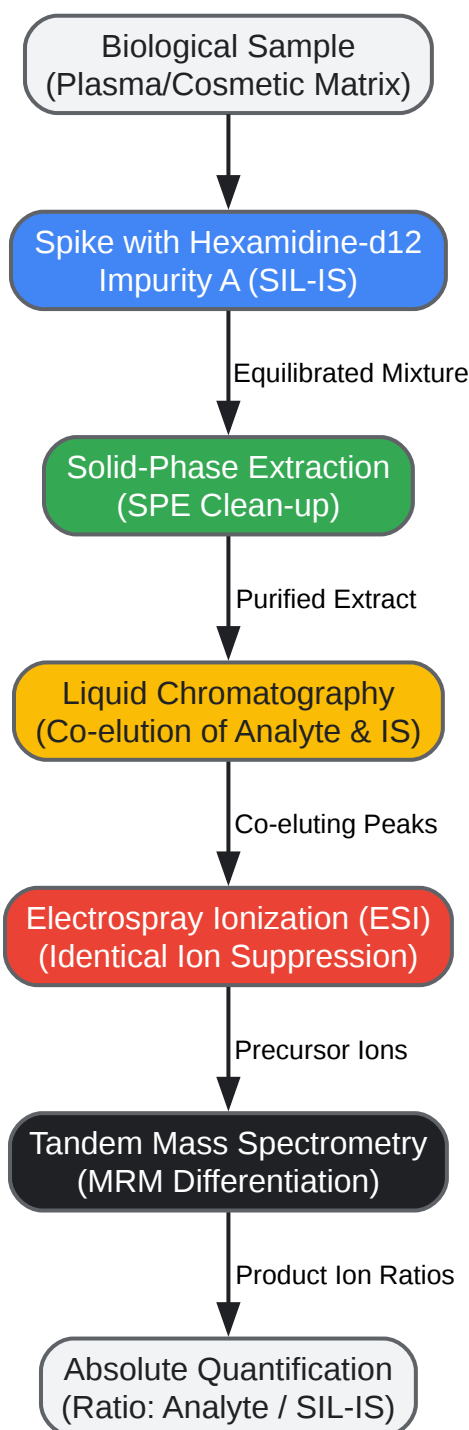 Biological Sample
(Plasma/Cosmetic Matrix)
Spike with Hexamidine-d12
Impurity A (SIL-IS)
Equilibrated Mixture
Solid-Phase Extraction
(SPE Clean-up)
Purified Extract
Liquid Chromatography
(Co-elution of Analyte & IS)
Co-eluting Peaks
Electrospray Ionization (ESI)
(Identical Ion Suppression)
Precursor Ions
Tandem Mass Spectrometry
(MRM Differentiation)
Product Ion Ratios
Absolute Quantification
(Ratio: Analyte / SIL-IS)